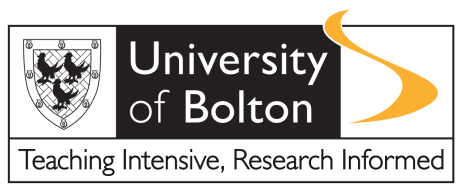 University
of Bolton
Teaching Intensive, Research Informed